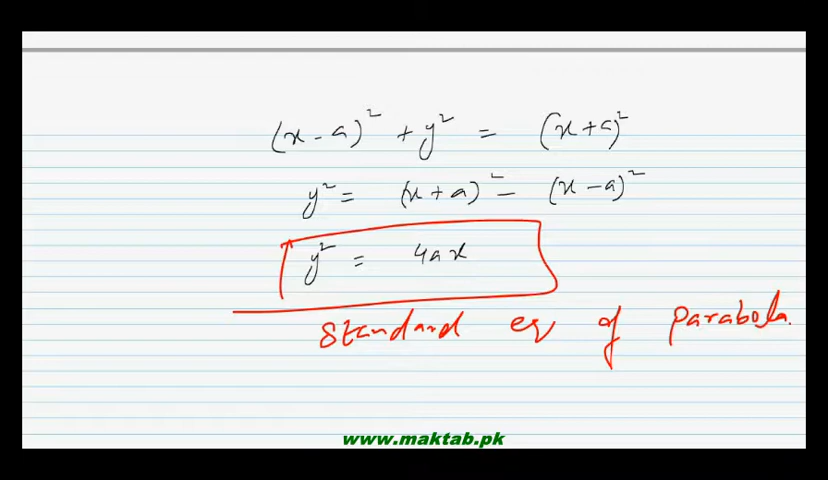 (x - a)² + y² = (x + a)²
y² = (x + a)² - (x - a)²
y² = 4ax
Standard eq of parabola.
www.maktab.pk